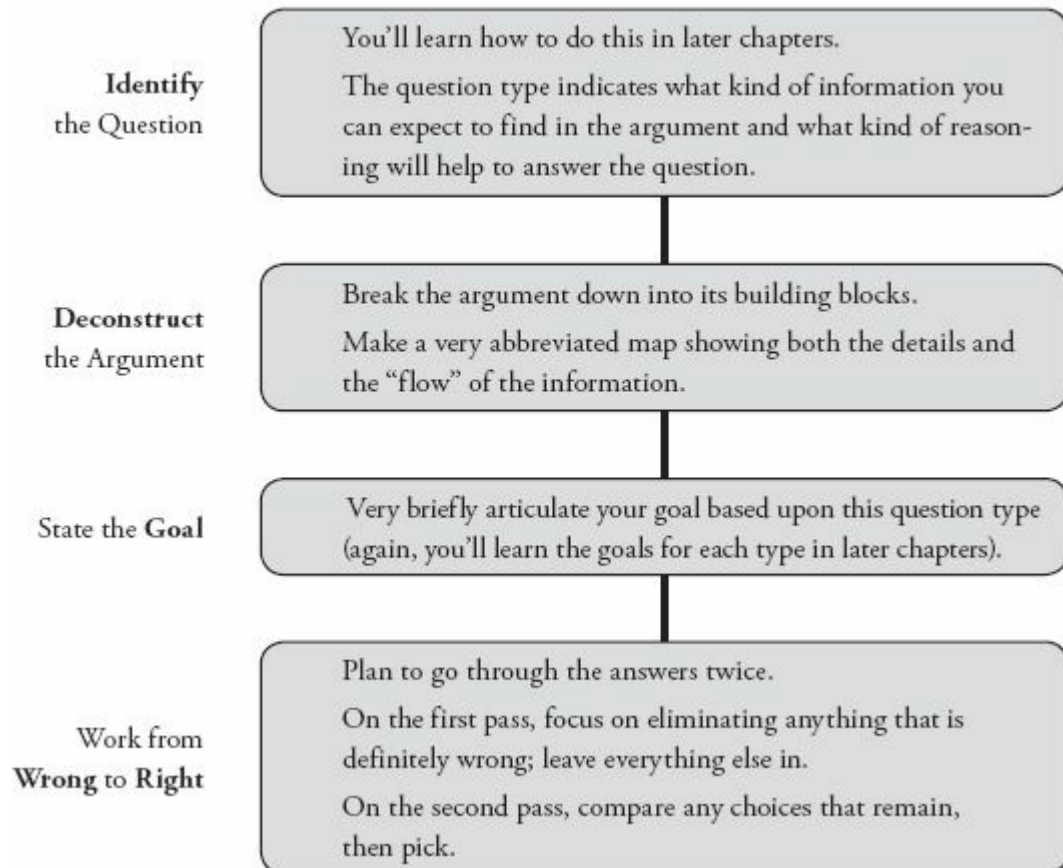 Identify
the Question
You'll learn how to do this in later chapters.
The question type indicates what kind of information you
can expect to find in the argument and what kind of reason-
ing will help to answer the question.
Deconstruct
the Argument
Break the argument down into its building blocks.
Make a very abbreviated map showing both the details and
the “flow” of the information.
State the Goal
Very briefly articulate your goal based upon this question type
(again, you'll learn the goals for each type in later chapters).
Work from
Wrong to Right
Plan to go through the answers twice.
On the first pass, focus on eliminating anything that is
definitely wrong; leave everything else in.
On the second pass, compare any choices that remain,
then pick.